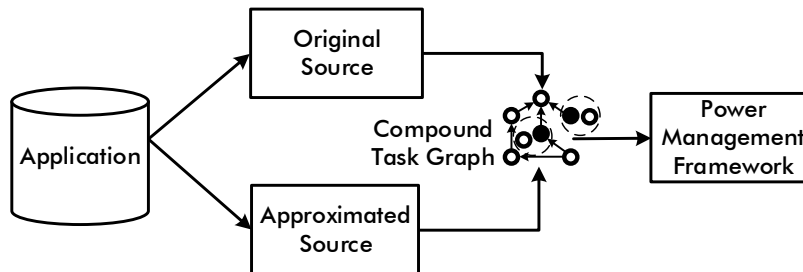 Original
Source
Application
Compound
Task Graph
Power
Management
Framework
Approximated
Source